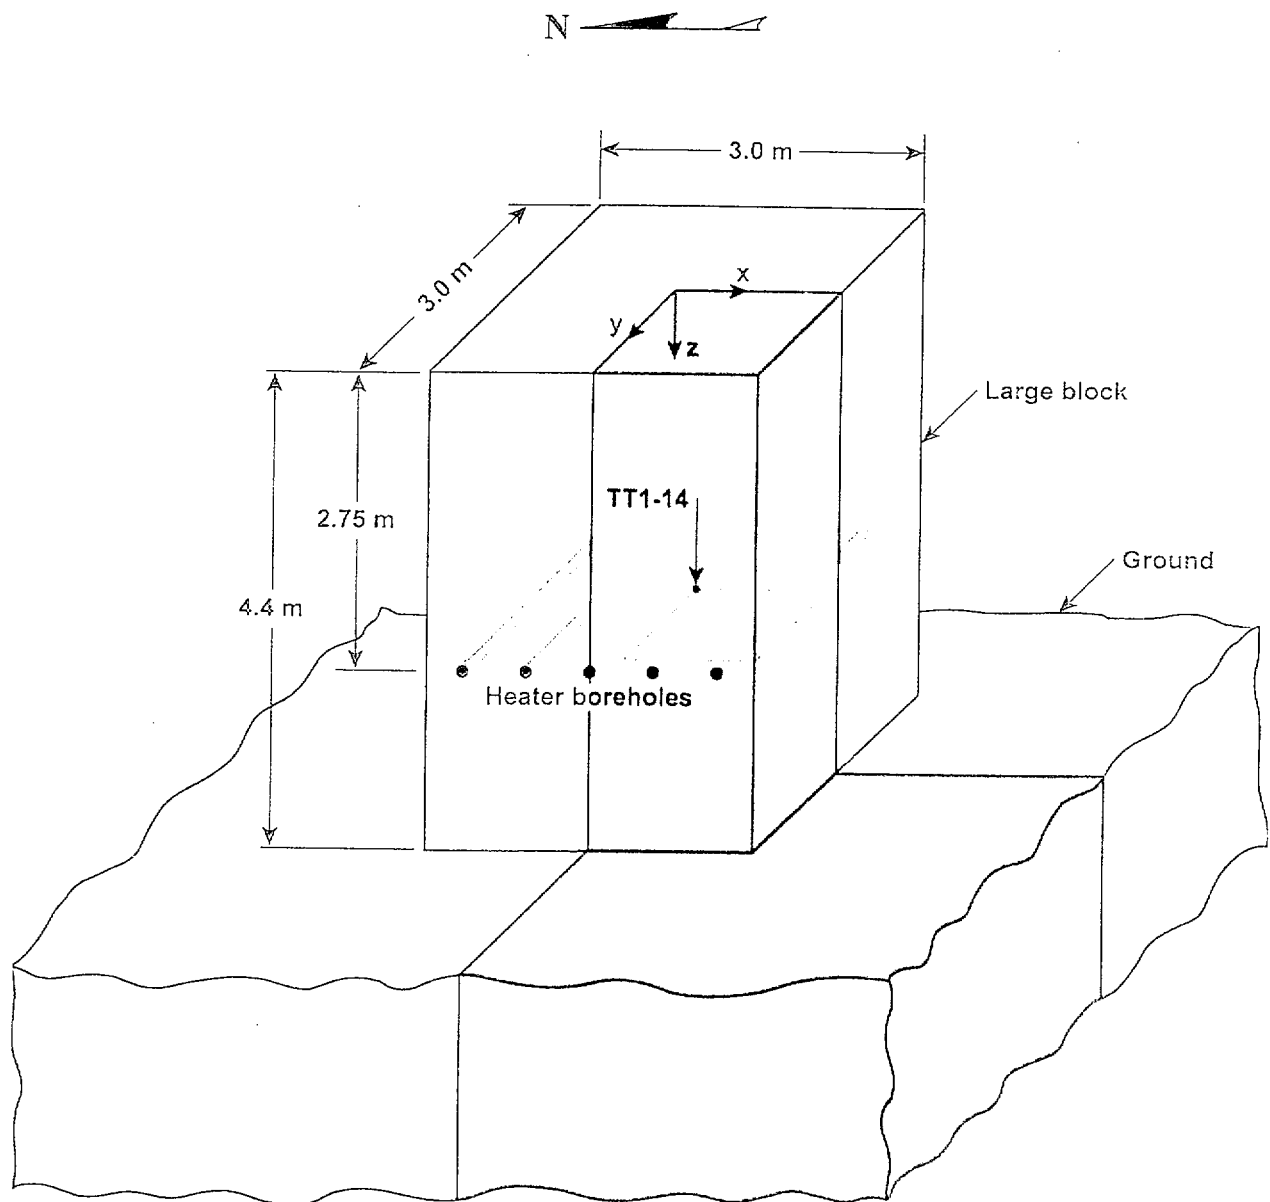 N
3.0 m
3.0 m
x
y
z
Large block
TT1-14
2.75 m
Ground
4.4 m
Heater boreholes